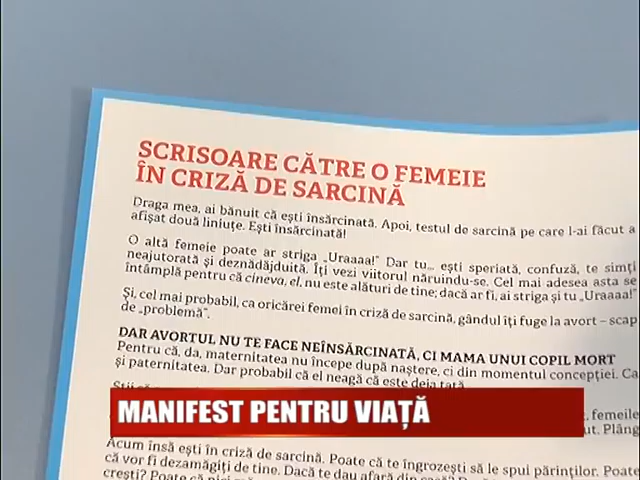 SCRISOARE CĂTRE O FEMEIE
ÎN CRIZĂ DE SARCINĂ
Draga mea, ai bănuit că ești însărcinată. Apoi, testul de sarcină pe care l-ai făcut a
afișat două liniuțe. Ești însărcinată!
O altă femeie poate ar striga „Uraaaa!” Dar tu... ești speriată, confuză, te simți
neajutorată și deznădăjduită. Îți vezi viitorul năruindu-se. Cel mai adesea asta se
întâmplă pentru că cineva, el, nu este alături de tine; dacă ar fi, ai striga și tu „Uraaaa!”
Și, cel mai probabil, ca oricărei femei în criză de sarcină, gândul îți fuge la avort – scap
de „problemă”.
DAR AVORTUL NU TE FACE NEÎNSĂRCINATĂ, CI MAMA UNUI COPIL MORT
Pentru că, da, maternitatea nu începe după naștere, ci din momentul concepției. Ca
și paternitatea. Dar probabil că el neagă că este deja tată.
MANIFEST PENTRU VIAȚĂ
, femeile
ut. Plâng
Acum însă ești în criză de sarcină. Poate că te îngrozești să le spui părinților. Poate
că vor fi dezamăgiți de tine. Dacă te dau afară din
crești? Poate că